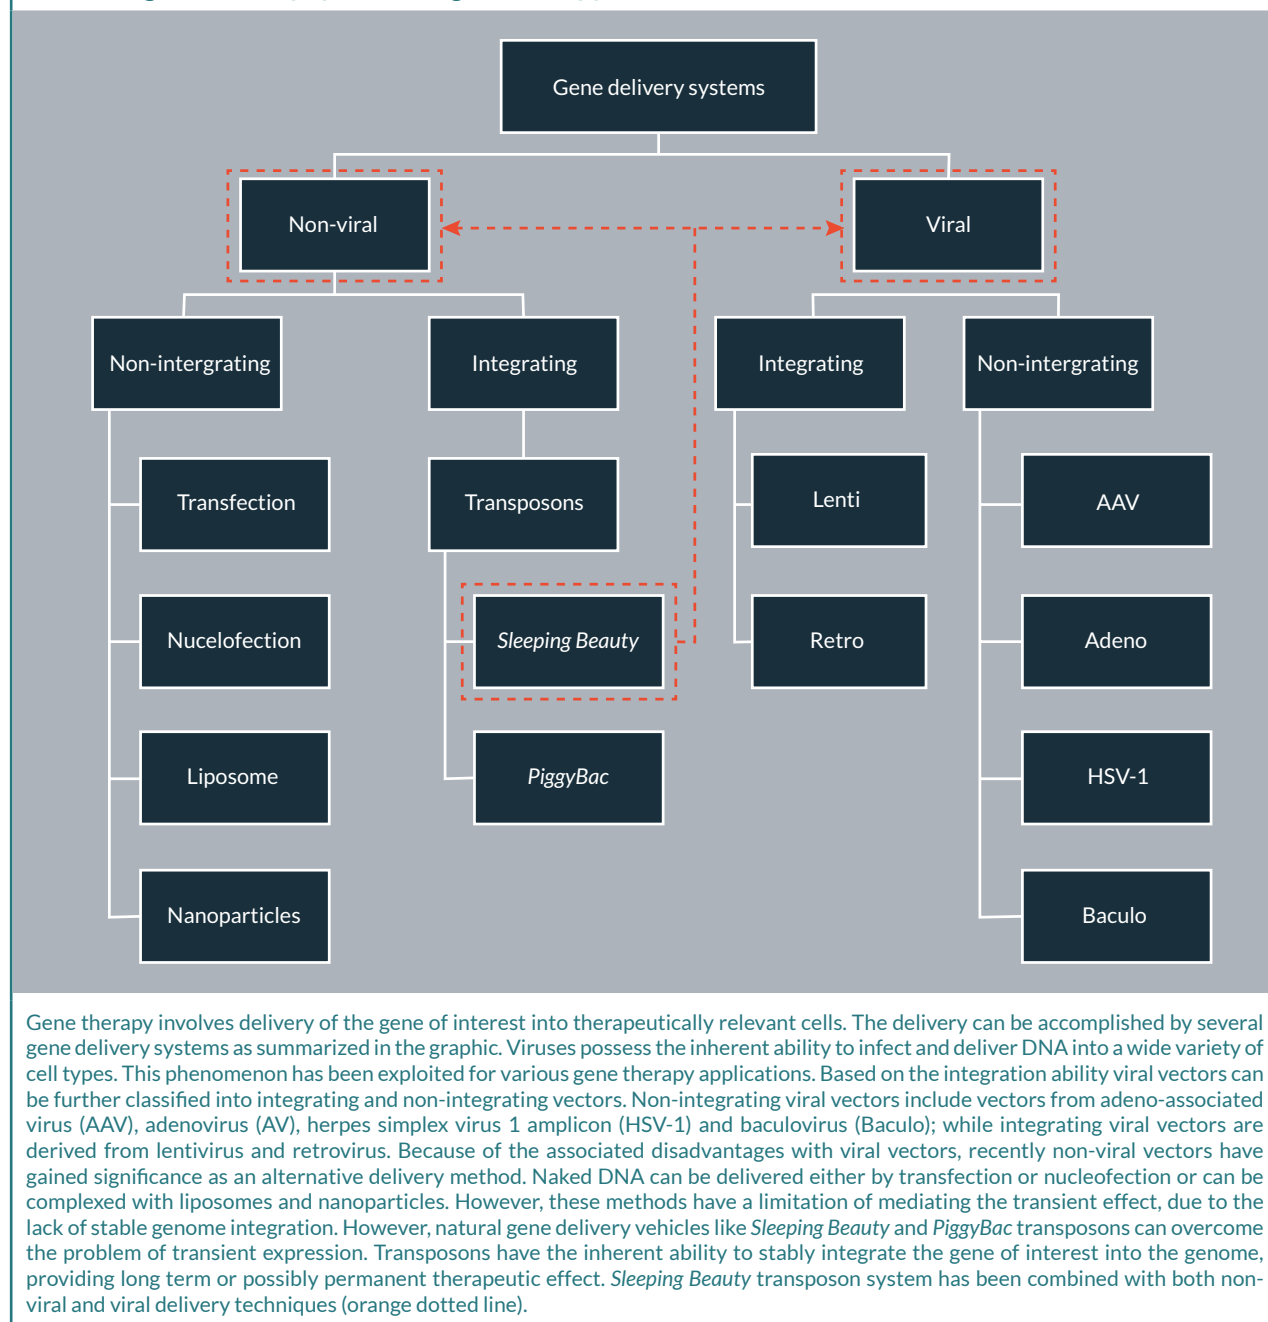 Gene delivery systems
Non-viral
Viral
Non-intergrating
Integrating
Integrating
Non-intergrating
Transfection
Transposons
Lenti
AAV
Nucelofection
Sleeping Beauty
Retro
Adeno
Liposome
PiggyBac
HSV-1
Nanoparticles
Baculo
Gene therapy involves delivery of the gene of interest into therapeutically relevant cells. The delivery can be accomplished by several
gene delivery systems as summarized in the graphic. Viruses possess the inherent ability to infect and deliver DNA into a wide variety of
cell types. This phenomenon has been exploited for various gene therapy applications. Based on the integration ability viral vectors can
be further classified into integrating and non-integrating vectors. Non-integrating viral vectors include vectors from adeno-associated
virus (AAV), adenovirus (AV), herpes simplex virus 1 amplicon (HSV-1) and baculovirus (Baculo); while integrating viral vectors are
derived from lentivirus and retrovirus. Because of the associated disadvantages with viral vectors, recently non-viral vectors have
gained significance as an alternative delivery method. Naked DNA can be delivered either by transfection or nucleofection or can be
complexed with liposomes and nanoparticles. However, these methods have a limitation of mediating the transient effect, due to the
lack of stable genome integration. However, natural gene delivery vehicles like Sleeping Beauty and PiggyBac transposons can overcome
the problem of transient expression. Transposons have the inherent ability to stably integrate the gene of interest into the genome,
providing long term or possibly permanent therapeutic effect. Sleeping Beauty transposon system has been combined with both non-
viral and viral delivery techniques (orange dotted line).